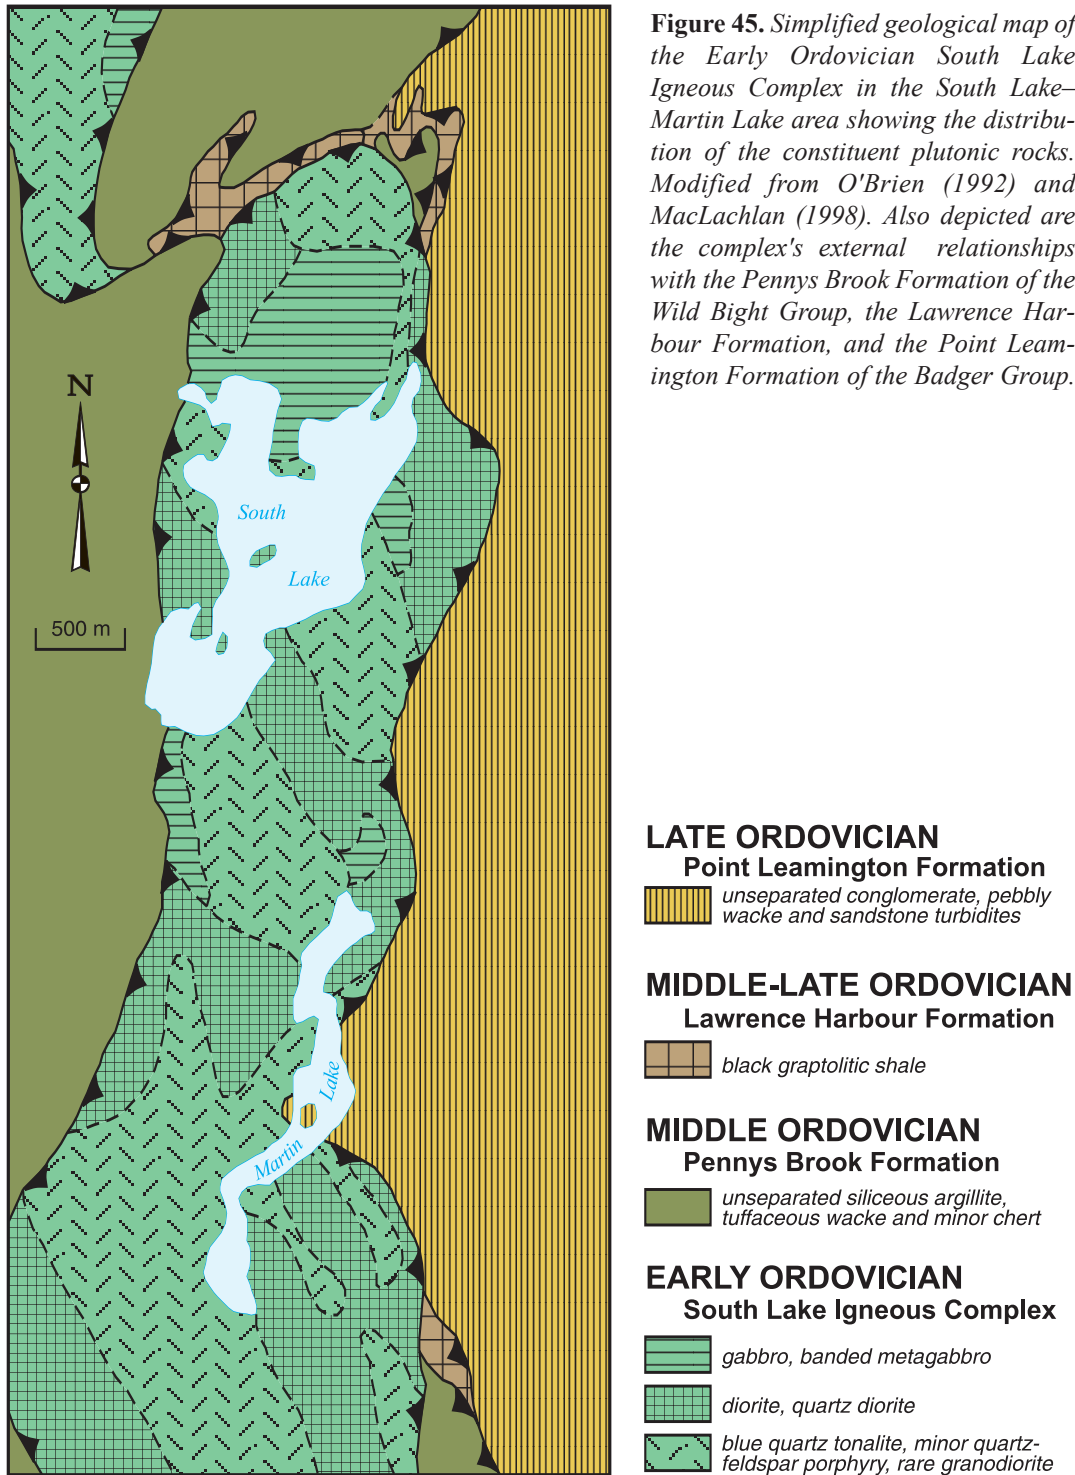 Figure 45. Simplified geological map of
the Early Ordovician South Lake
Igneous Complex in the South Lake–
Martin Lake area showing the distribu-
tion of the constituent plutonic rocks.
Modified from O'Brien (1992) and
MacLachlan (1998). Also depicted are
the complex's external relationships
with the Pennys Brook Formation of the
Wild Bight Group, the Lawrence Har-
bour Formation, and the Point Leam-
ington Formation of the Badger Group.
N
500 m
South
Lake
Lake
Martin
LATE ORDOVICIAN
Point Leamington Formation
unseparated conglomerate, pebbly
wacke and sandstone turbidites
MIDDLE-LATE ORDOVICIAN
Lawrence Harbour Formation
black graptolitic shale
MIDDLE ORDOVICIAN
Pennys Brook Formation
unseparated siliceous argillite,
tuffaceous wacke and minor chert
EARLY ORDOVICIAN
South Lake Igneous Complex
gabbro, banded metagabbro
diorite, quartz diorite
blue quartz tonalite, minor quartz-
feldspar porphyry, rare granodiorite